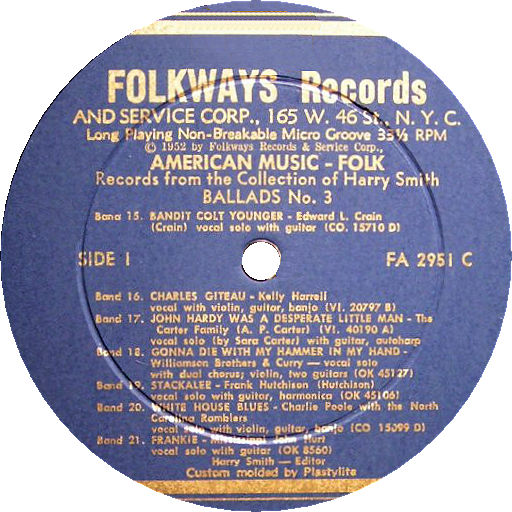 FOLKWAYS Records
AND SERVICE CORP., 165 W. 46 St., N. Y. C.
Long Playing Non-Breakable Micro Groove 33⅓ RPM
© 1952 by Folkways Records & Service Corp.,
AMERICAN MUSIC - FOLK
Records from the Collection of Harry Smith
BALLADS No. 3
Band 15. BANDIT COLT YOUNGER - Edward L. Crain
(Crain) vocal solo with guitar (CO. 15710 D)
SIDE I
FA 2951 C
Band 16. CHARLES GITEAU - Kelly Harrell
vocal with violin, guitar, banjo (VI. 20797 B)
Band 17. JOHN HARDY WAS A DESPERATE LITTLE MAN - The
Carter Family (A. P. Carter) (VI. 40190 A)
vocal solo (by Sara Carter) with guitar, autoharp
Band 18. GONNA DIE WITH MY HAMMER IN MY HAND -
Williamson Brothers & Curry — vocal solo
with dual chorus; violin, two guitars (OK 45127)
Band 19. STACKALEE - Frank Hutchison (Hutchison)
vocal solo with guitar, harmonica (OK 45106)
Band 20. WHITE HOUSE BLUES - Charlie Poole with the North
Carolina Ramblers
vocal solo with violin, guitar, banjo (CO 15099 D)
Band 21. FRANKIE - Mississippi John Hurt
vocal solo with guitar (OK 8560)
Harry Smith — Editor
Custom molded by Plastylite